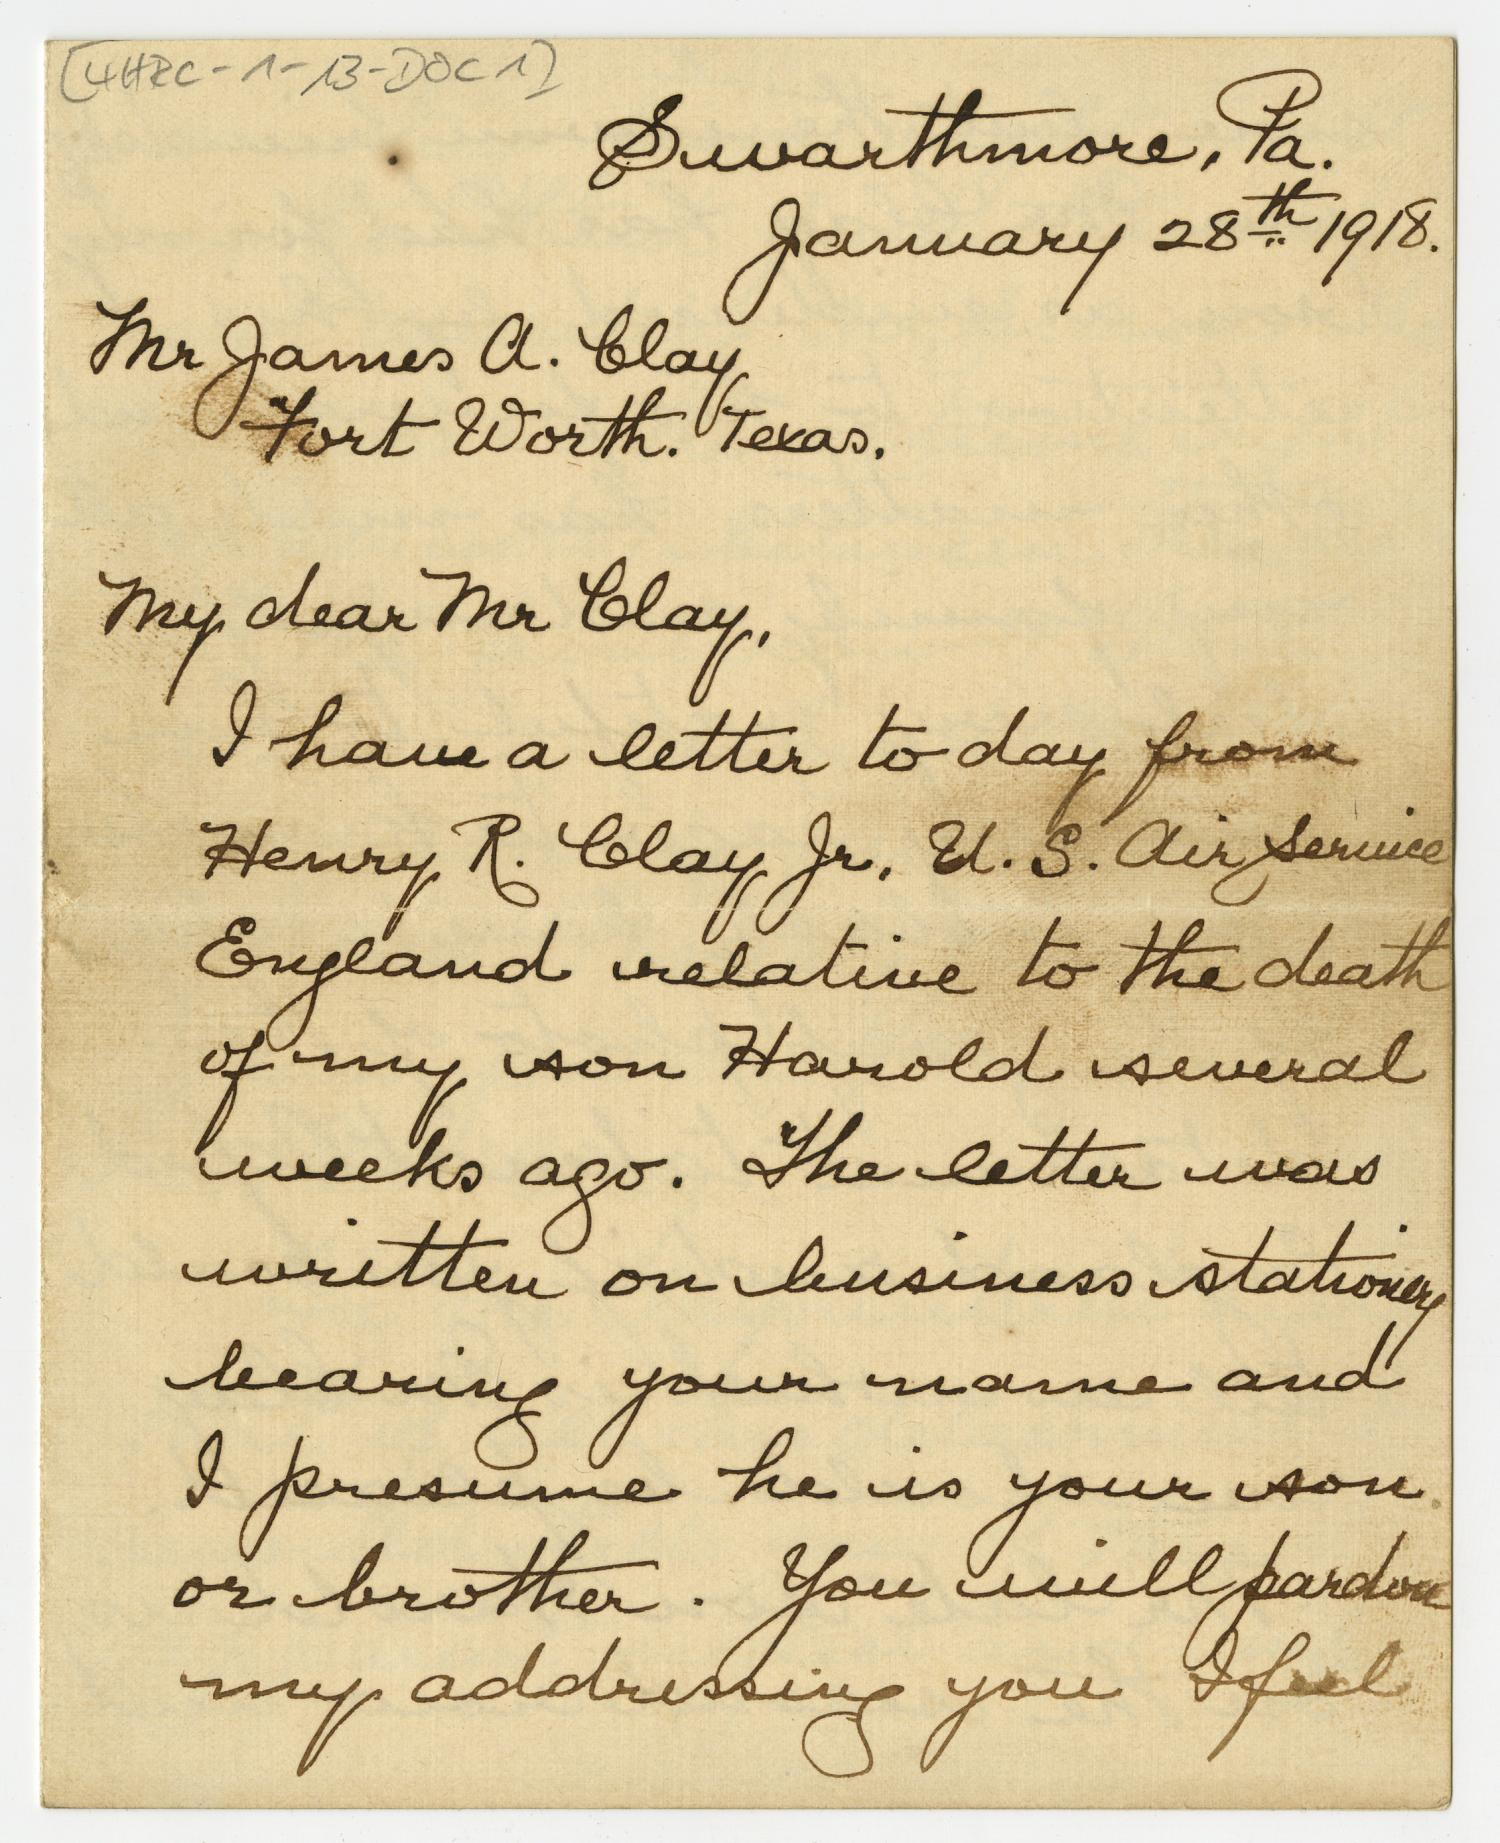 [4HRC-1-13-DOC1]
Swarthmore, Pa.
January 28th 1918.
Mr James A. Clay
Fort Worth. Texas.
My dear Mr Clay,
I have a letter to day from
Henry R. Clay Jr, U. S. Air Service
England relative to the death
of my son Harold several
weeks ago. The letter was
written on business stationery
bearing your name and
I presume he is your son
or brother. You will pardon
my addressing you I feel